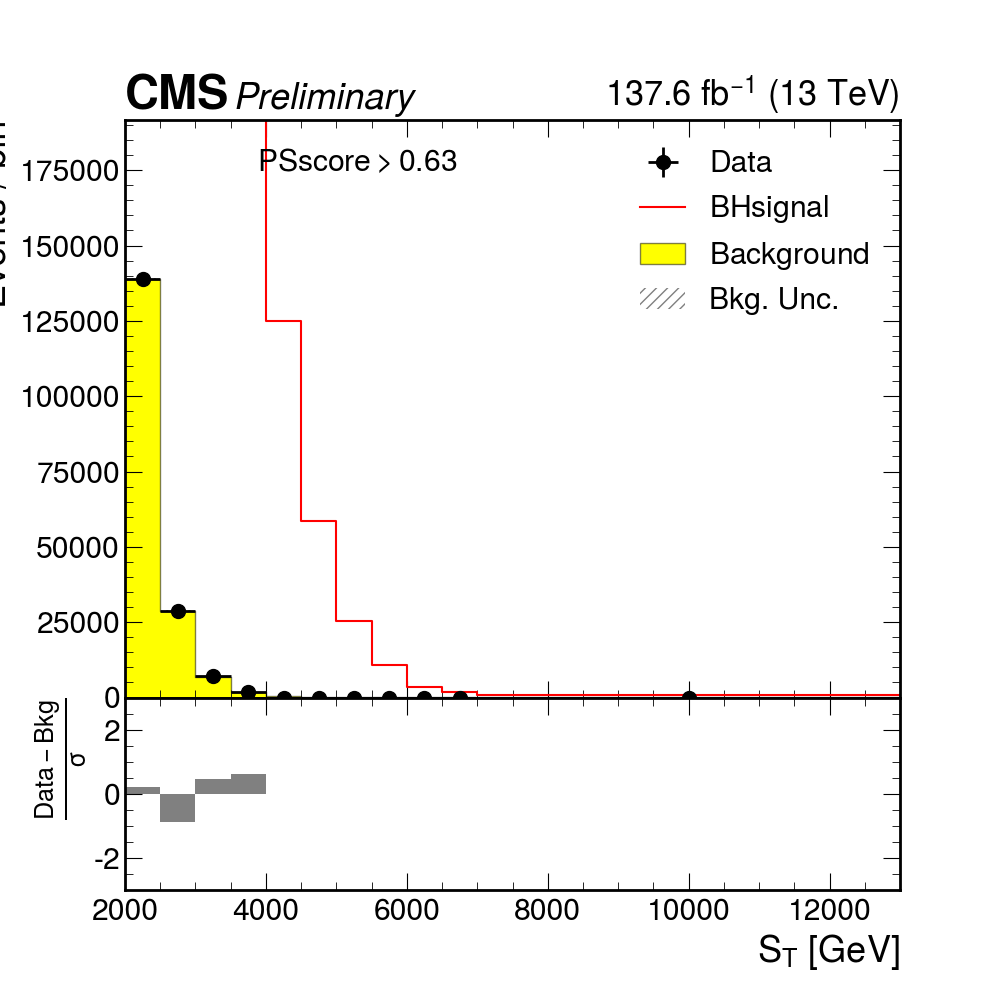 CMS Preliminary 137.6 fb⁻¹ (13 TeV)
PSscore > 0.63
Data
BHsignal
Background
Bkg. Unc.
175000
150000
125000
100000
75000
50000
25000
0
Data – Bkg
σ
2
0
-2
2000 4000 6000 8000 10000 12000
S_T [GeV]